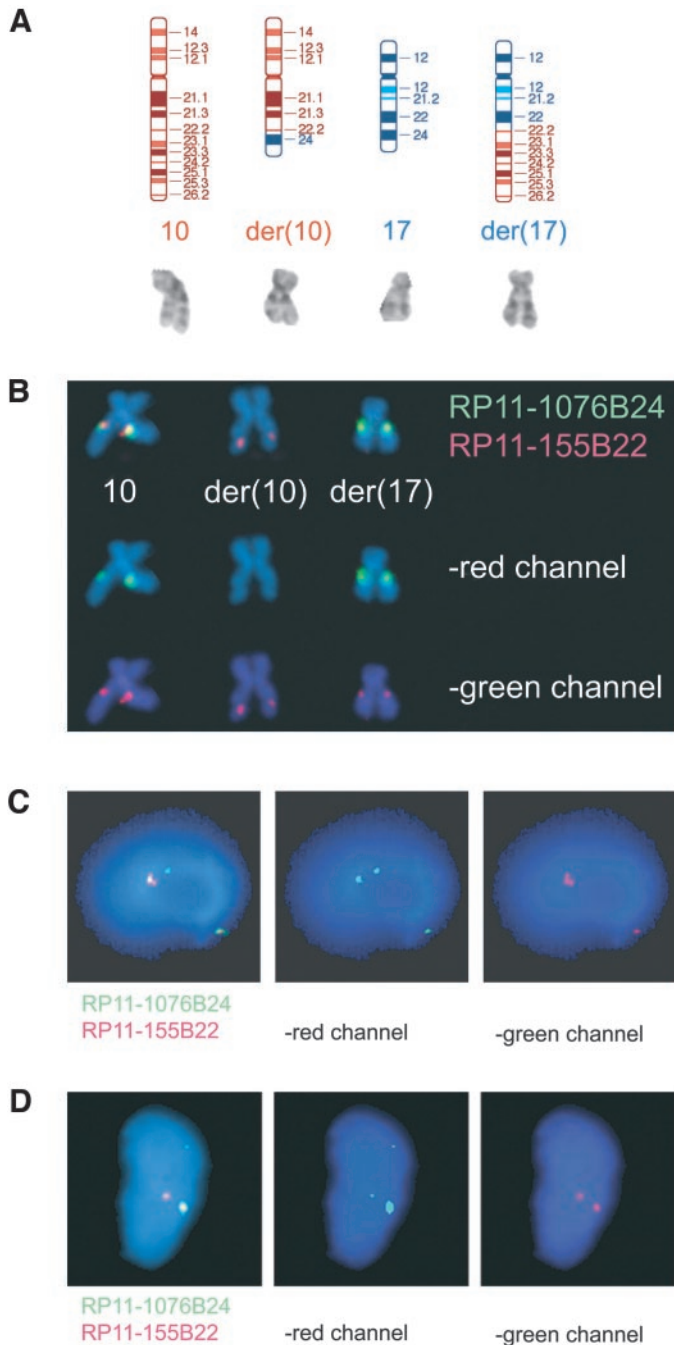 A
14
12.3
12.1
21.1
21.3
22.2
23.1
23.3
24.2
25.1
25.3
26.2
14
12.3
12.1
21.1
21.3
22.2
24
12
12
21.2
22
24
12
12
21.2
22
22.2
23.1
23.3
24.2
25.1
25.3
26.2
10 der(10) 17 der(17)
B
RP11-1076B24
RP11-155B22
10 der(10) der(17)
-red channel
-green channel
C
RP11-1076B24
RP11-155B22 -red channel -green channel
D
RP11-1076B24
RP11-155B22 -red channel -green channel